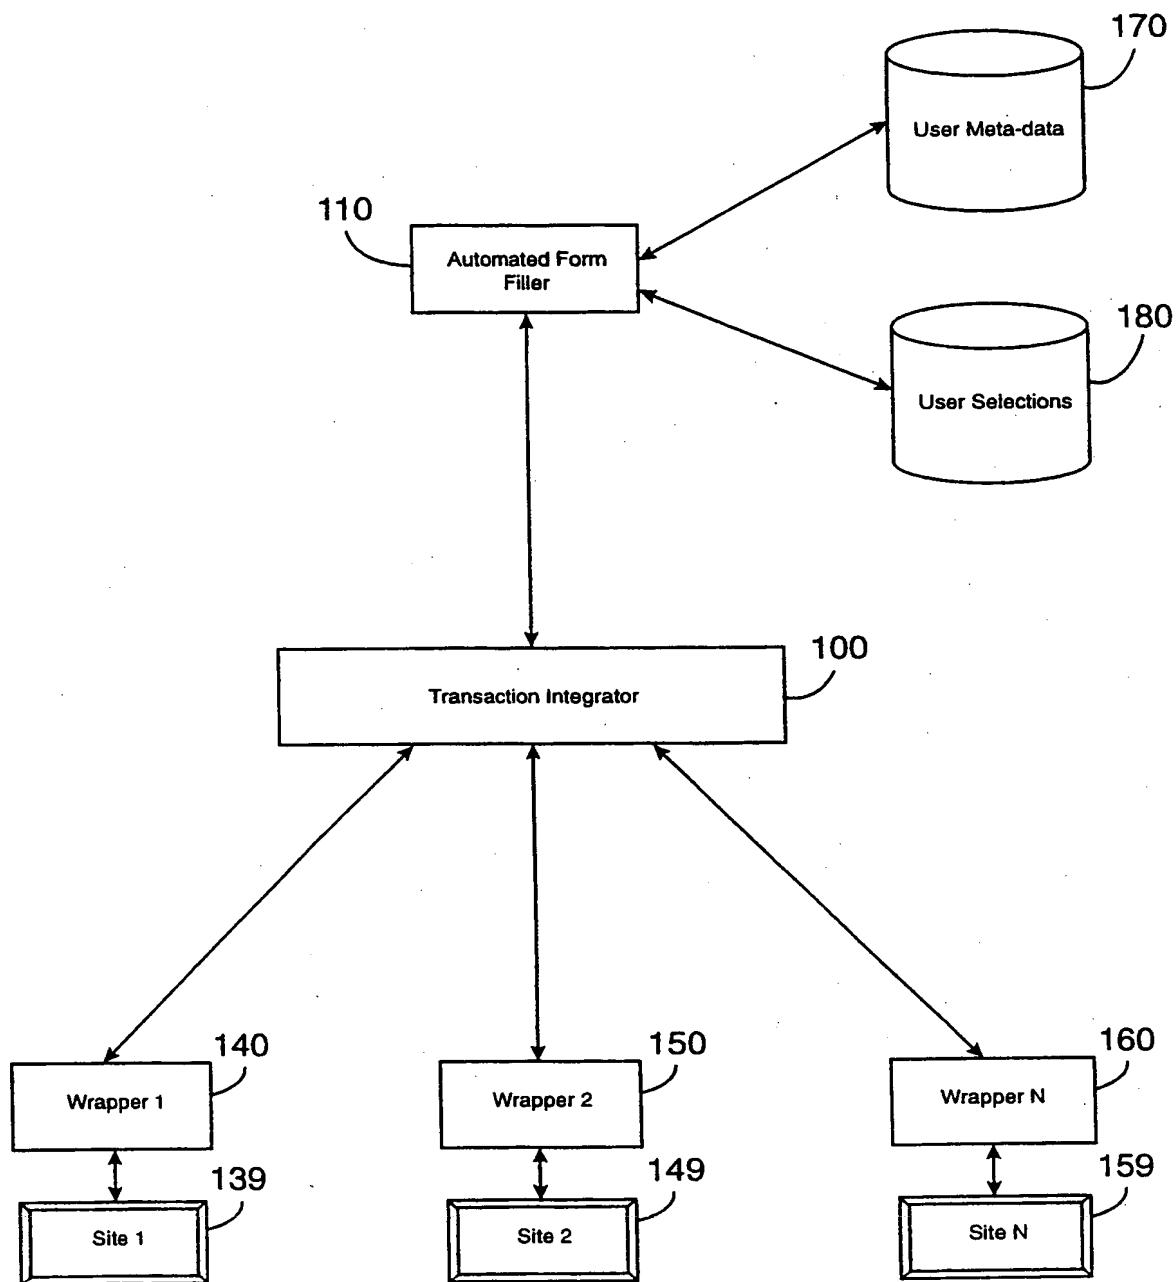 170
User Meta-data
110
Automated Form
Filler
180
User Selections
100
Transaction Integrator
140
Wrapper 1
150
Wrapper 2
160
Wrapper N
139
Site 1
149
Site 2
159
Site N